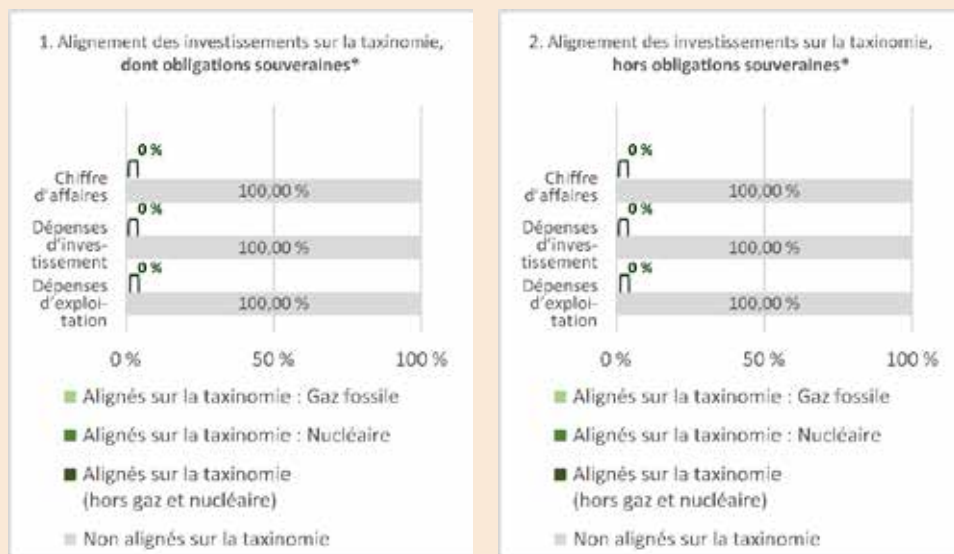 1. Alignement des investissements sur la taxinomie,
dont obligations souveraines*
0 %
Chiffre
d'affaires
100,00 %
0 %
Dépenses
d'inves-
tissement
100,00 %
0 %
Dépenses
d'exploi-
tation
100,00 %
0 %
50 %
100 %
Alignés sur la taxinomie : Gaz fossile
Alignés sur la taxinomie : Nucléaire
Alignés sur la taxinomie
(hors gaz et nucléaire)
Non alignés sur la taxinomie
2. Alignement des investissements sur la taxinomie,
hors obligations souveraines*
0 %
Chiffre
d'affaires
100,00 %
0 %
Dépenses
d'inves-
tissement
100,00 %
0 %
Dépenses
d'exploi-
tation
100,00 %
0 %
50 %
100 %
Alignés sur la taxinomie : Gaz fossile
Alignés sur la taxinomie : Nucléaire
Alignés sur la taxinomie
(hors gaz et nucléaire)
Non alignés sur la taxinomie